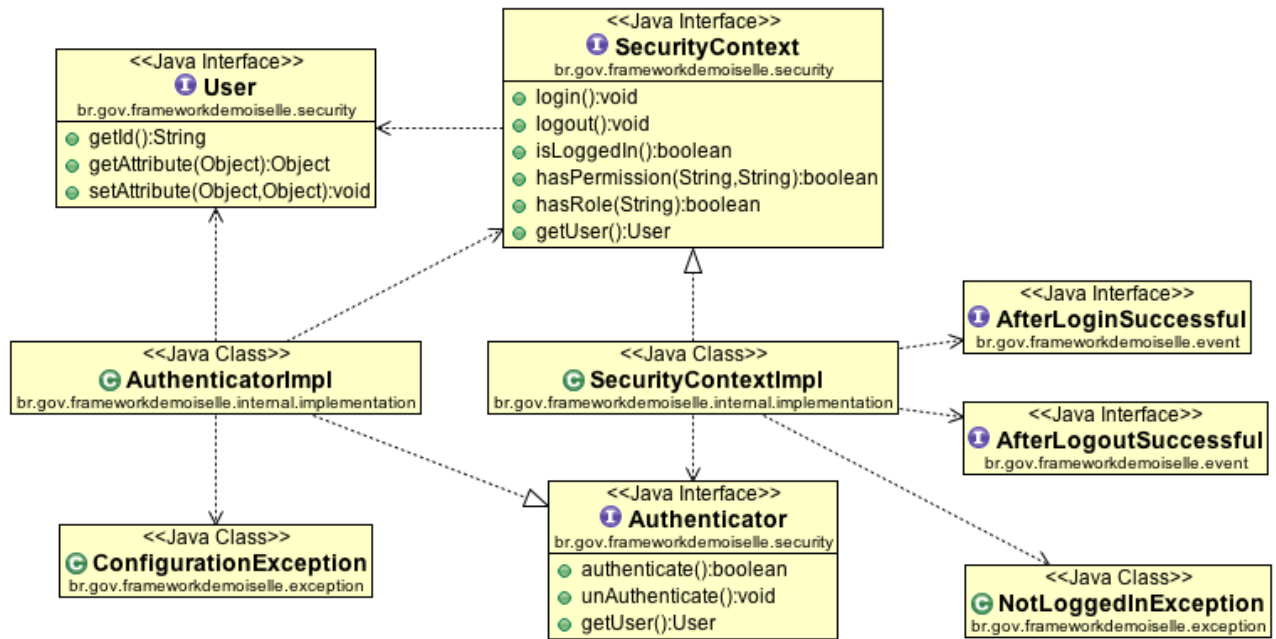 <<Java Interface>>
User
br.gov.frameworkdemoiselle.security
getId():String
getAttribute(Object):Object
setAttribute(Object,Object):void
<<Java Interface>>
SecurityContext
br.gov.frameworkdemoiselle.security
login():void
logout():void
isLoggedIn():boolean
hasPermission(String,String):boolean
hasRole(String):boolean
getUser():User
<<Java Class>>
AuthenticatorImpl
br.gov.frameworkdemoiselle.internal.implementation
<<Java Class>>
SecurityContextImpl
br.gov.frameworkdemoiselle.internal.implementation
<<Java Interface>>
AfterLoginSuccessful
br.gov.frameworkdemoiselle.event
<<Java Interface>>
AfterLogoutSuccessful
br.gov.frameworkdemoiselle.event
<<Java Class>>
ConfigurationException
br.gov.frameworkdemoiselle.exception
<<Java Interface>>
Authenticator
br.gov.frameworkdemoiselle.security
authenticate():boolean
unAuthenticate():void
getUser():User
<<Java Class>>
NotLoggedInException
br.gov.frameworkdemoiselle.exception